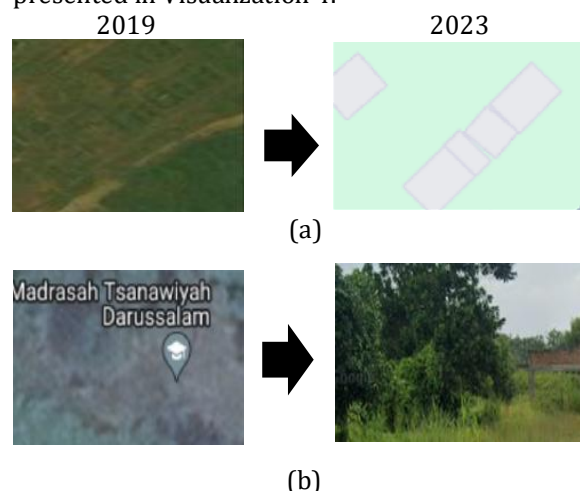 presented in Visualization 4.
2019 2023
(a)
Madrasah Tsanawiyah
Darussalam
(b)